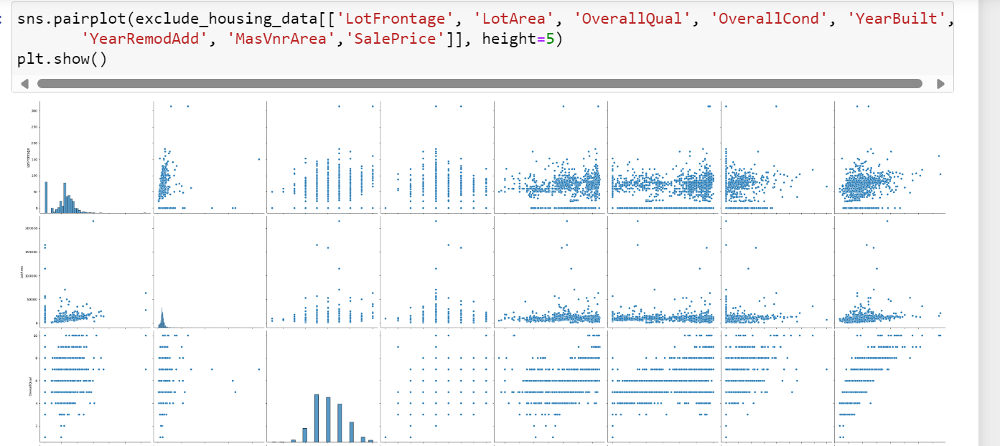 sns.pairplot(exclude_housing_data[['LotFrontage', 'LotArea', 'OverallQual', 'OverallCond', 'YearBuilt',
'YearRemodAdd', 'MasVnrArea','SalePrice']], height=5)
plt.show()
300
250
200
150
100
50
0
LotFrontage
200000
150000
100000
50000
0
LotArea
10
8
6
4
2
OverallQual